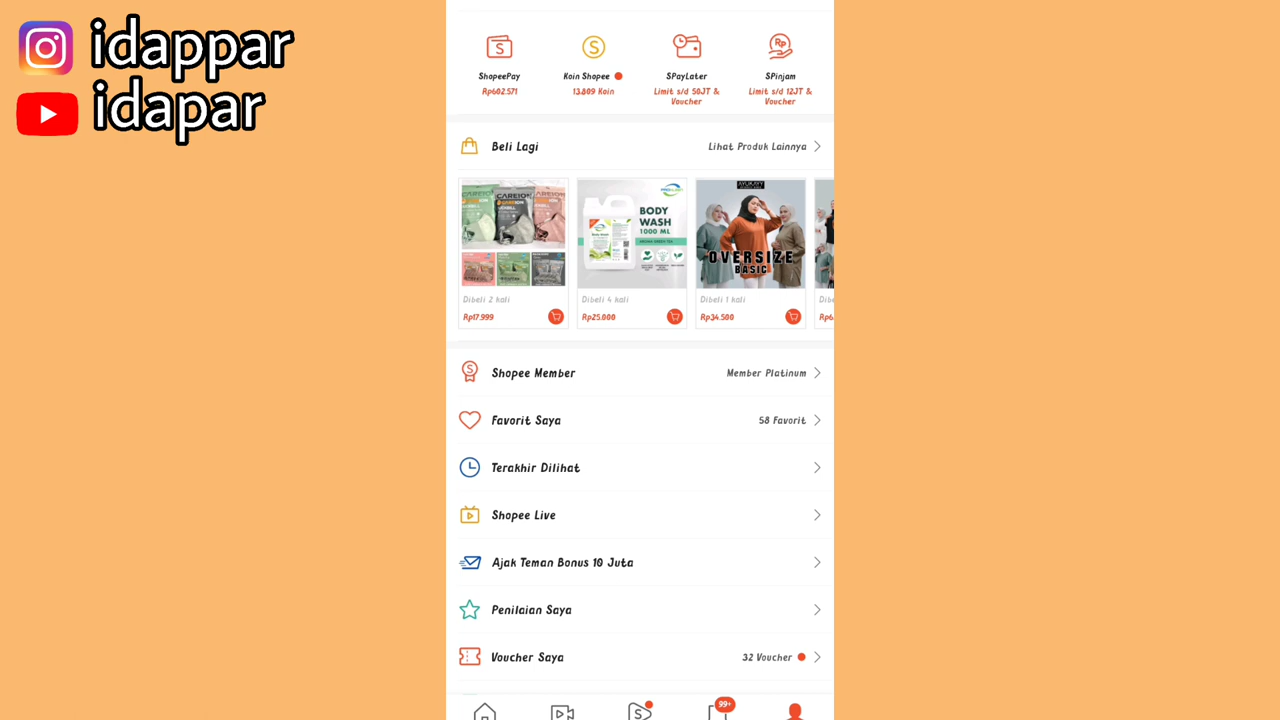 idappar
idapar
ShopeePay
Koin Shopee
SPayLater
SPinjam
Rp602.571
13.809 Koin
Limit s/d 50JT &
Voucher
Limit s/d 12JT &
Voucher
Beli Lagi
Lihat Produk Lainnya
CAREION
BODY
WASH
1000 ML
OVERSIZE
BASIC
Dibeli 2 kali
Dibeli 4 kali
Dibeli 1 kali
Rp17.999
Rp25.000
Rp34.500
Shopee Member
Member Platinum
Favorit Saya
58 Favorit
Terakhir Dilihat
Shopee Live
Ajak Teman Bonus 10 Juta
Penilaian Saya
Voucher Saya
32 Voucher
99+